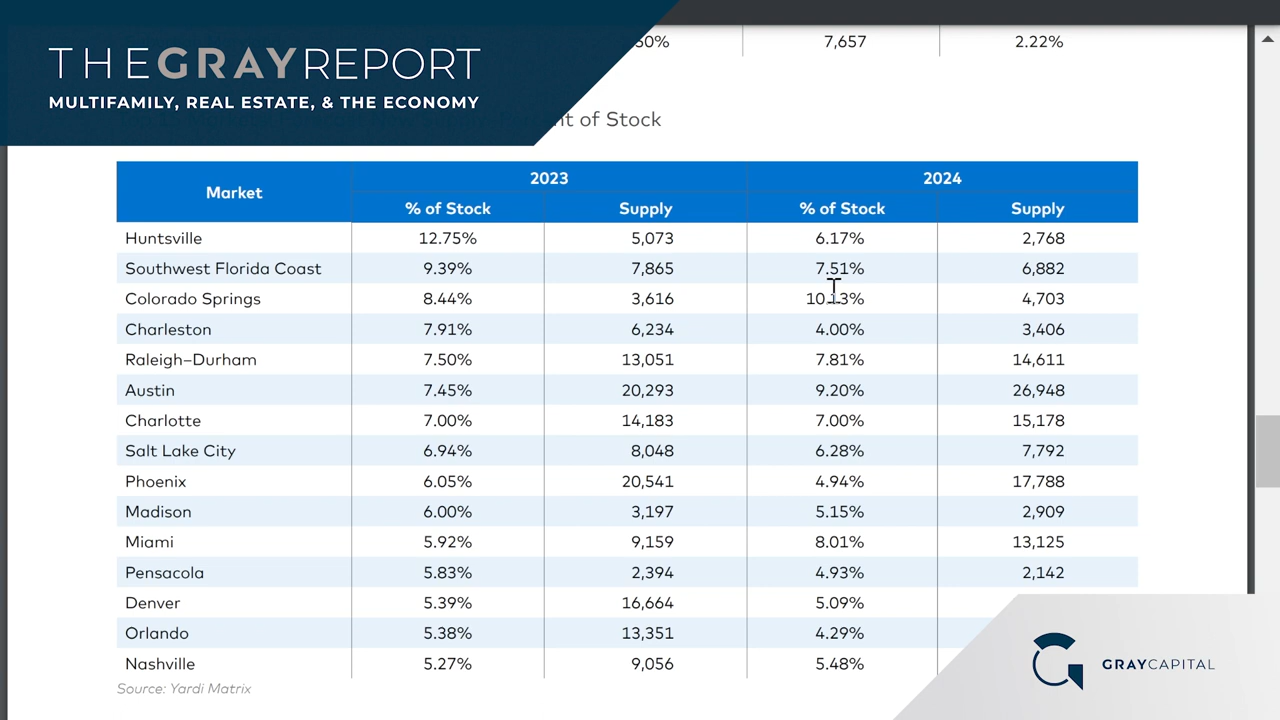 THEGRAYREPORT
MULTIFAMILY, REAL ESTATE, & THE ECONOMY
7,657 2.22%
of Stock
Market 2023 2024
% of Stock Supply % of Stock Supply
Huntsville 12.75% 5,073 6.17% 2,768
Southwest Florida Coast 9.39% 7,865 7.51% 6,882
Colorado Springs 8.44% 3,616 10.13% 4,703
Charleston 7.91% 6,234 4.00% 3,406
Raleigh–Durham 7.50% 13,051 7.81% 14,611
Austin 7.45% 20,293 9.20% 26,948
Charlotte 7.00% 14,183 7.00% 15,178
Salt Lake City 6.94% 8,048 6.28% 7,792
Phoenix 6.05% 20,541 4.94% 17,788
Madison 6.00% 3,197 5.15% 2,909
Miami 5.92% 9,159 8.01% 13,125
Pensacola 5.83% 2,394 4.93% 2,142
Denver 5.39% 16,664 5.09%
Orlando 5.38% 13,351 4.29%
Nashville 5.27% 9,056 5.48%
Source: Yardi Matrix
GRAYCAPITAL